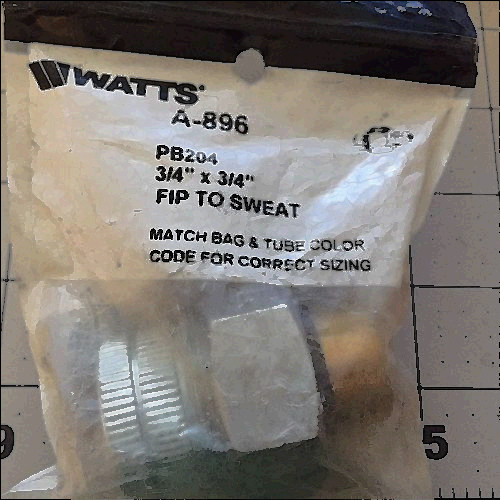 WATTS
A-896
PB204
3/4" x 3/4"
FIP TO SWEAT
MATCH BAG & TUBE COLOR
CODE FOR CORRECT SIZING
9
5